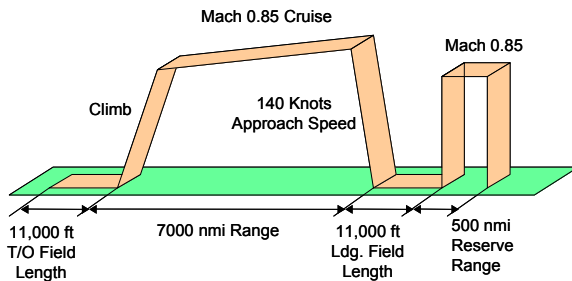 Mach 0.85 Cruise
Mach 0.85
Climb
140 Knots
Approach Speed
11,000 ft
T/O Field
Length
7000 nmi Range
11,000 ft
Ldg. Field
Length
500 nmi
Reserve
Range